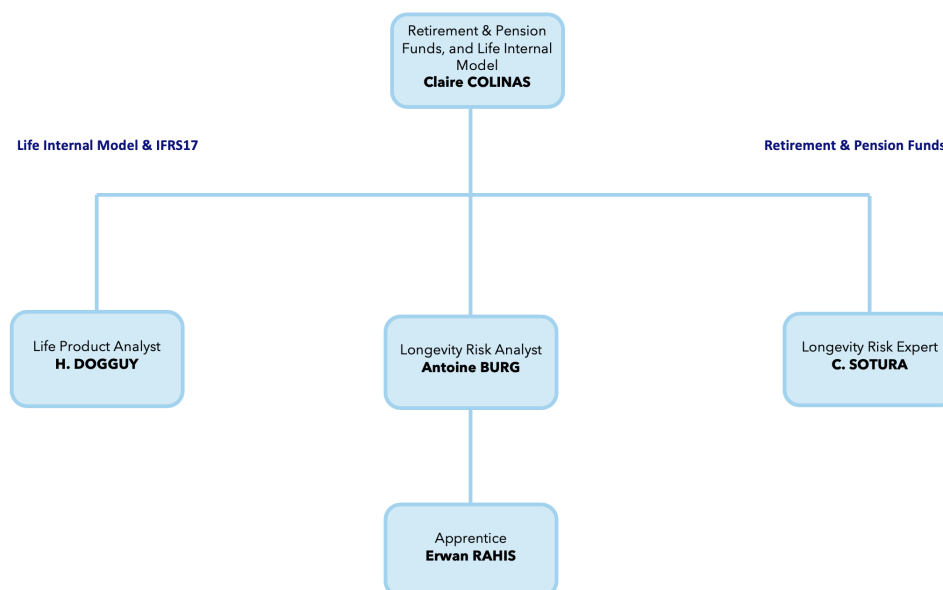 Retirement & Pension
Funds, and Life Internal
Model
Claire COLINAS
Life Internal Model & IFRS17
Retirement & Pension Funds
Life Product Analyst
H. DOGGUY
Longevity Risk Analyst
Antoine BURG
Longevity Risk Expert
C. SOTURA
Apprentice
Erwan RAHIS